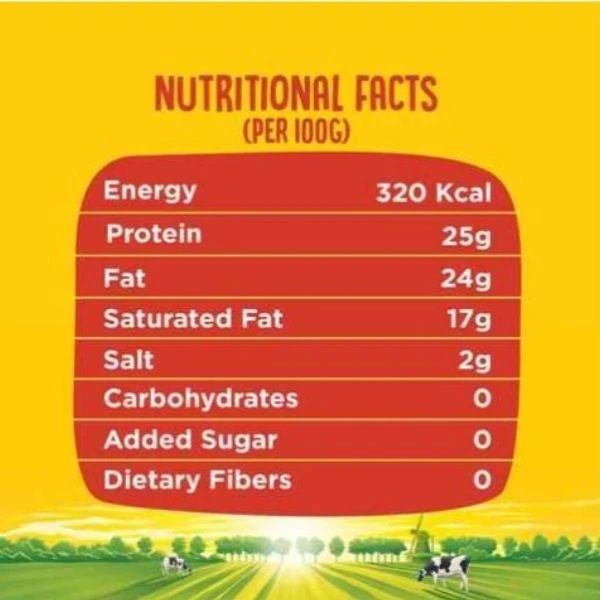 NUTRITIONAL FACTS
(PER 100G)
Energy 320 Kcal
Protein 25g
Fat 24g
Saturated Fat 17g
Salt 2g
Carbohydrates 0
Added Sugar 0
Dietary Fibers 0